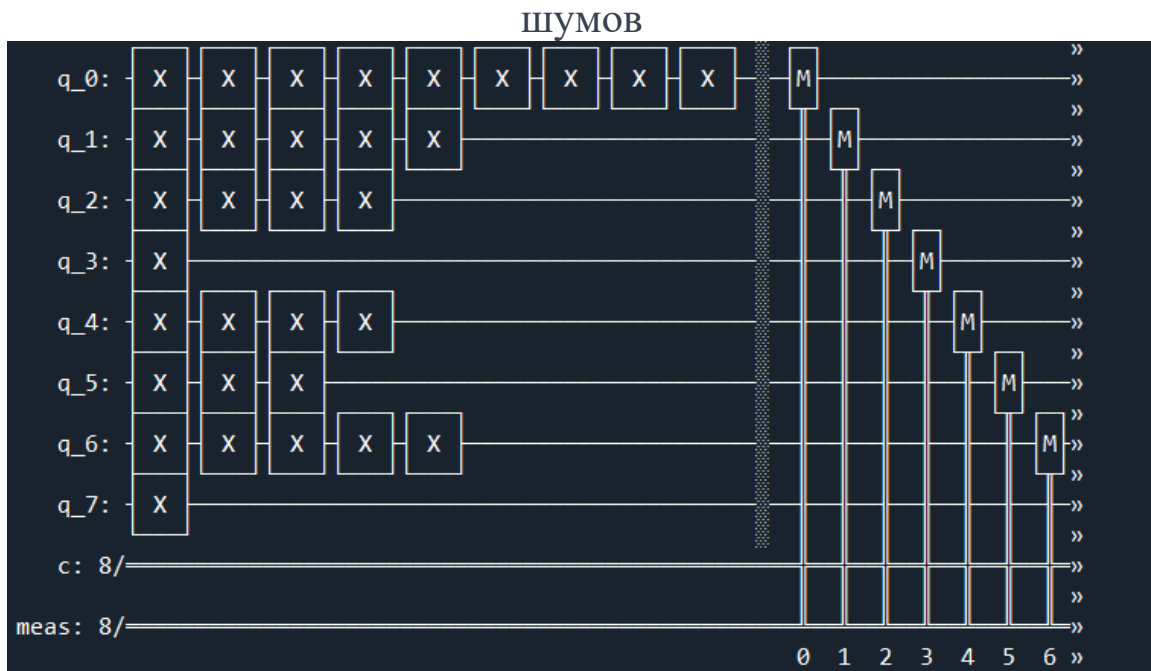 шумов
»
q_0: X X X X X X X X X M »
»
q_1: X X X X X M »
»
q_2: X X X X M »
»
q_3: X M »
»
q_4: X X X X M »
»
q_5: X X X M »
»
q_6: X X X X X M »
»
q_7: X »
»
c: 8/ »
»
meas: 8/ »
0 1 2 3 4 5 6 »